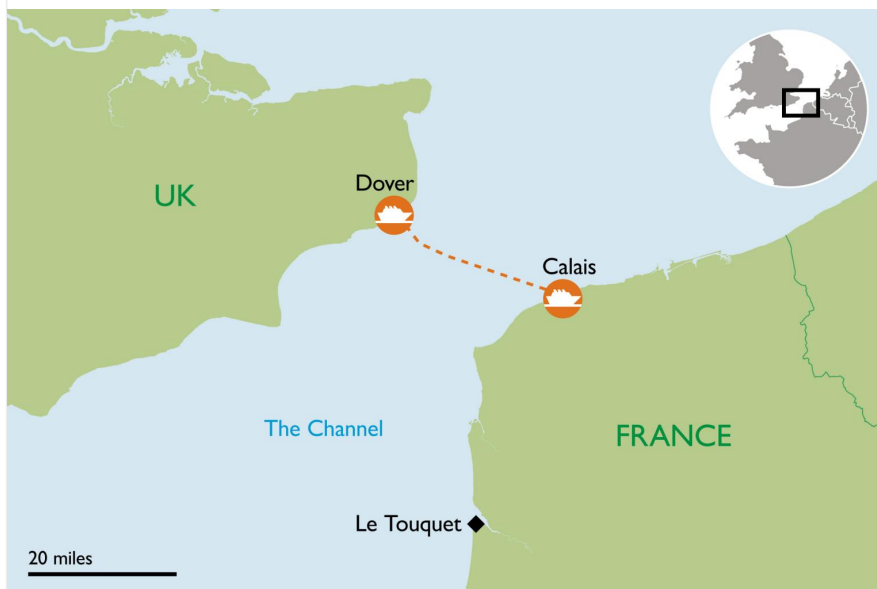 Dover
UK
Calais
The Channel
FRANCE
Le Touquet
20 miles